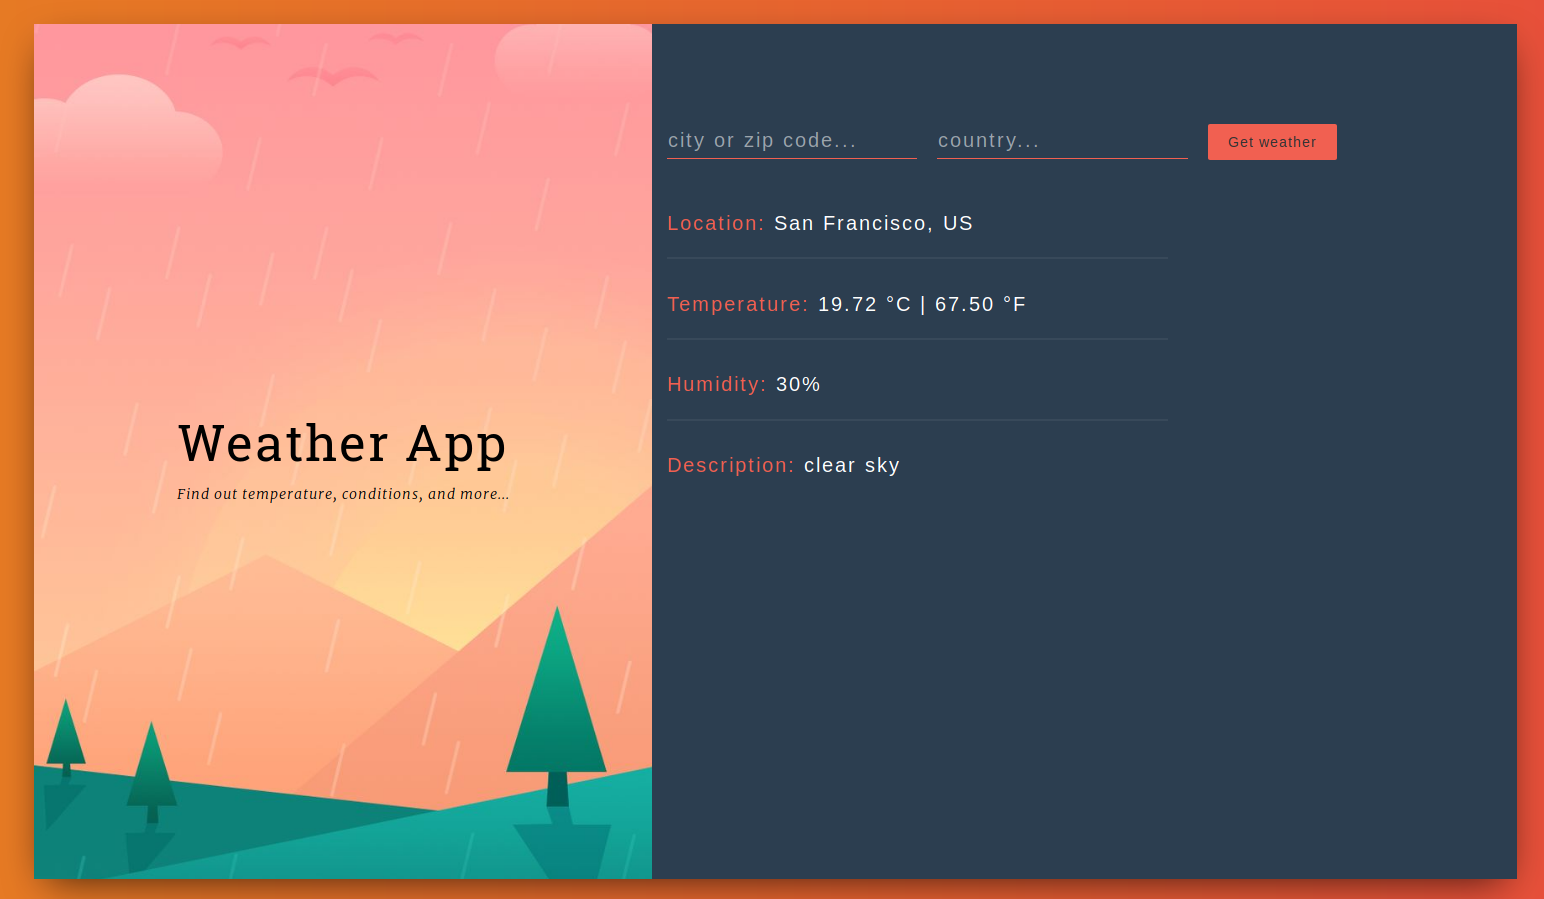 Weather App
Find out temperature, conditions, and more...
city or zip code... country... Get weather
Location: San Francisco, US
Temperature: 19.72 °C | 67.50 °F
Humidity: 30%
Description: clear sky